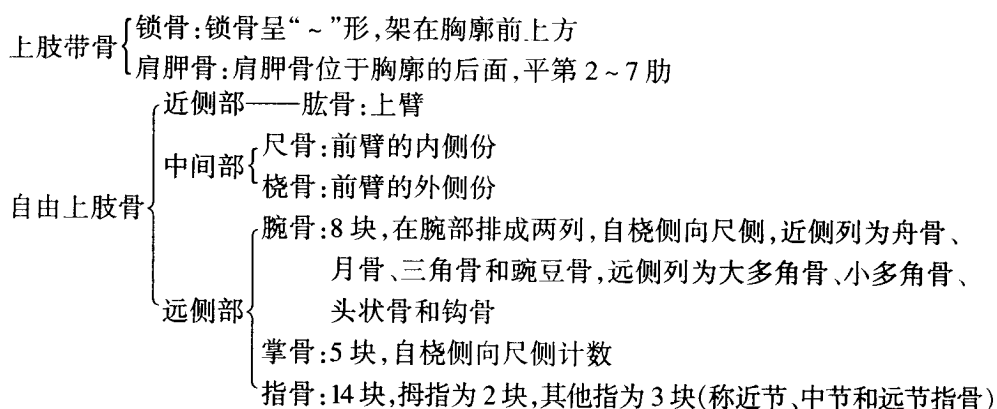 上肢带骨
锁骨:锁骨呈“~”形,架在胸廓前上方
肩胛骨:肩胛骨位于胸廓的后面,平第2~7肋
自由上肢骨
近侧部——肱骨:上臂
中间部
尺骨:前臂的内侧份
桡骨:前臂的外侧份
远侧部
腕骨:8块,在腕部排成两列,自桡侧向尺侧,近侧列为舟骨、
月骨、三角骨和豌豆骨,远侧列为大多角骨、小多角骨、
头状骨和钩骨
掌骨:5块,自桡侧向尺侧计数
指骨:14块,拇指为2块,其他指为3块(称近节、中节和远节指骨)